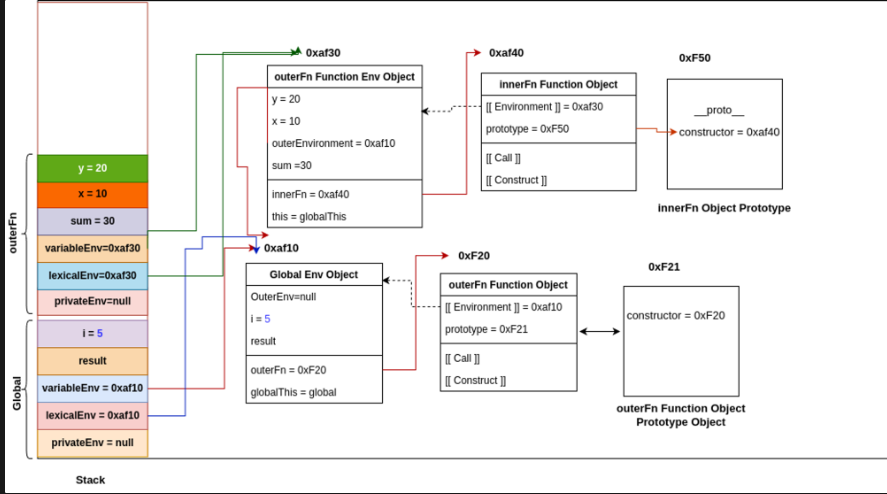 0xaf30
0xaf40
0xF50
outerFn Function Env Object
y = 20
x = 10
outerEnvironment = 0xaf10
sum =30
innerFn = 0xaf40
this = globalThis
innerFn Function Object
[[ Environment ]] = 0xaf30
prototype = 0xF50
[[ Call ]]
[[ Construct ]]
__proto__
constructor = 0xaf40
innerFn Object Prototype
outerFn
y = 20
x = 10
sum = 30
variableEnv=0xaf30
lexicalEnv=0xaf30
privateEnv=null
0xaf10
0xF20
0xF21
Global Env Object
OuterEnv=null
i = 5
result
outerFn = 0xF20
globalThis = global
outerFn Function Object
[[ Environment ]] = 0xaf10
prototype = 0xF21
[[ Call ]]
[[ Construct ]]
constructor = 0xF20
outerFn Function Object
Prototype Object
Global
i = 5
result
variableEnv = 0xaf10
lexicalEnv = 0xaf10
privateEnv = null
Stack